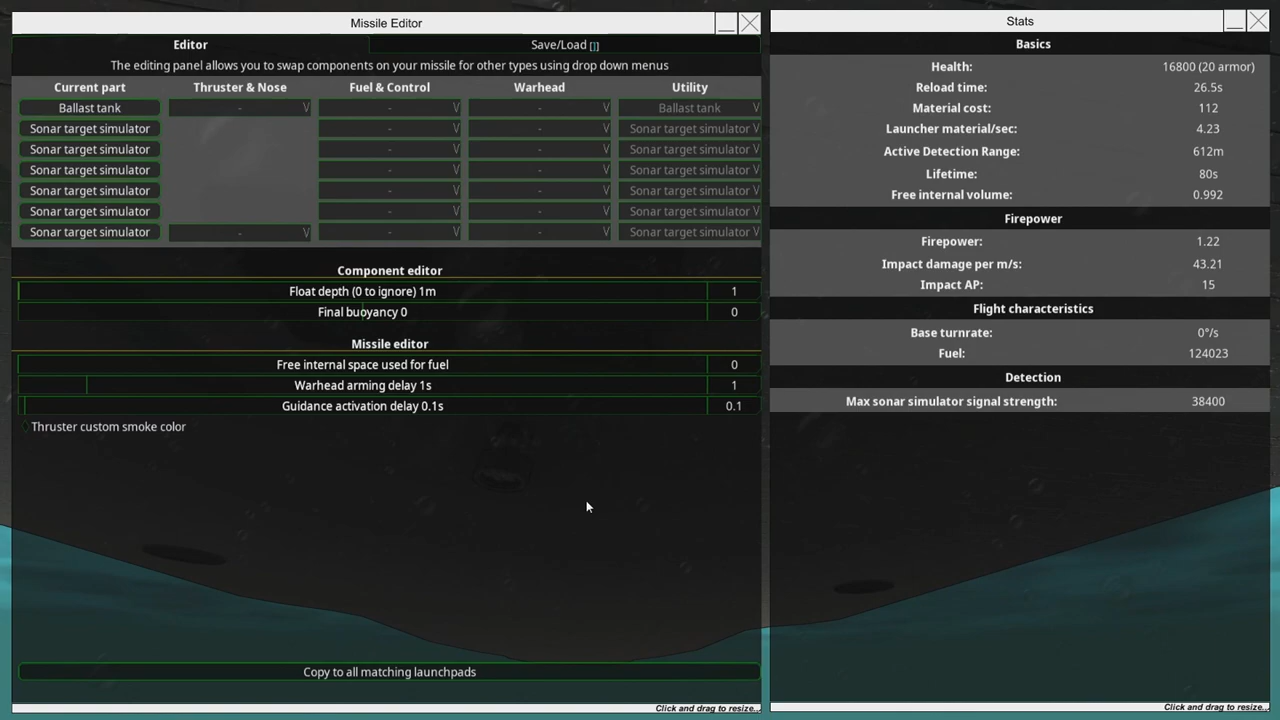 Missile Editor
_
Editor
Save/Load []]
The editing panel allows you to swap components on your missile for other types using drop down menus
Current part Thruster & Nose Fuel & Control Warhead Utility
Ballast tank - V - V - V Ballast tank V
Sonar target simulator - V - V Sonar target simulator V
Sonar target simulator - V - V Sonar target simulator V
Sonar target simulator - V - V Sonar target simulator V
Sonar target simulator - V - V Sonar target simulator V
Sonar target simulator - V - V Sonar target simulator V
Sonar target simulator - V - V - V Sonar target simulator V
Component editor
Float depth (0 to ignore) 1m 1
Final buoyancy 0 0
Missile editor
Free internal space used for fuel 0
Warhead arming delay 1s 1
Guidance activation delay 0.1s 0.1
Thruster custom smoke color
Copy to all matching launchpads
Click and drag to resize...
Stats
Basics
Health: 16800 (20 armor)
Reload time: 26.5s
Material cost: 112
Launcher material/sec: 4.23
Active Detection Range: 612m
Lifetime: 80s
Free internal volume: 0.992
Firepower
Firepower: 1.22
Impact damage per m/s: 43.21
Impact AP: 15
Flight characteristics
Base turnrate: 0°/s
Fuel: 124023
Detection
Max sonar simulator signal strength: 38400
Click and drag to resize...